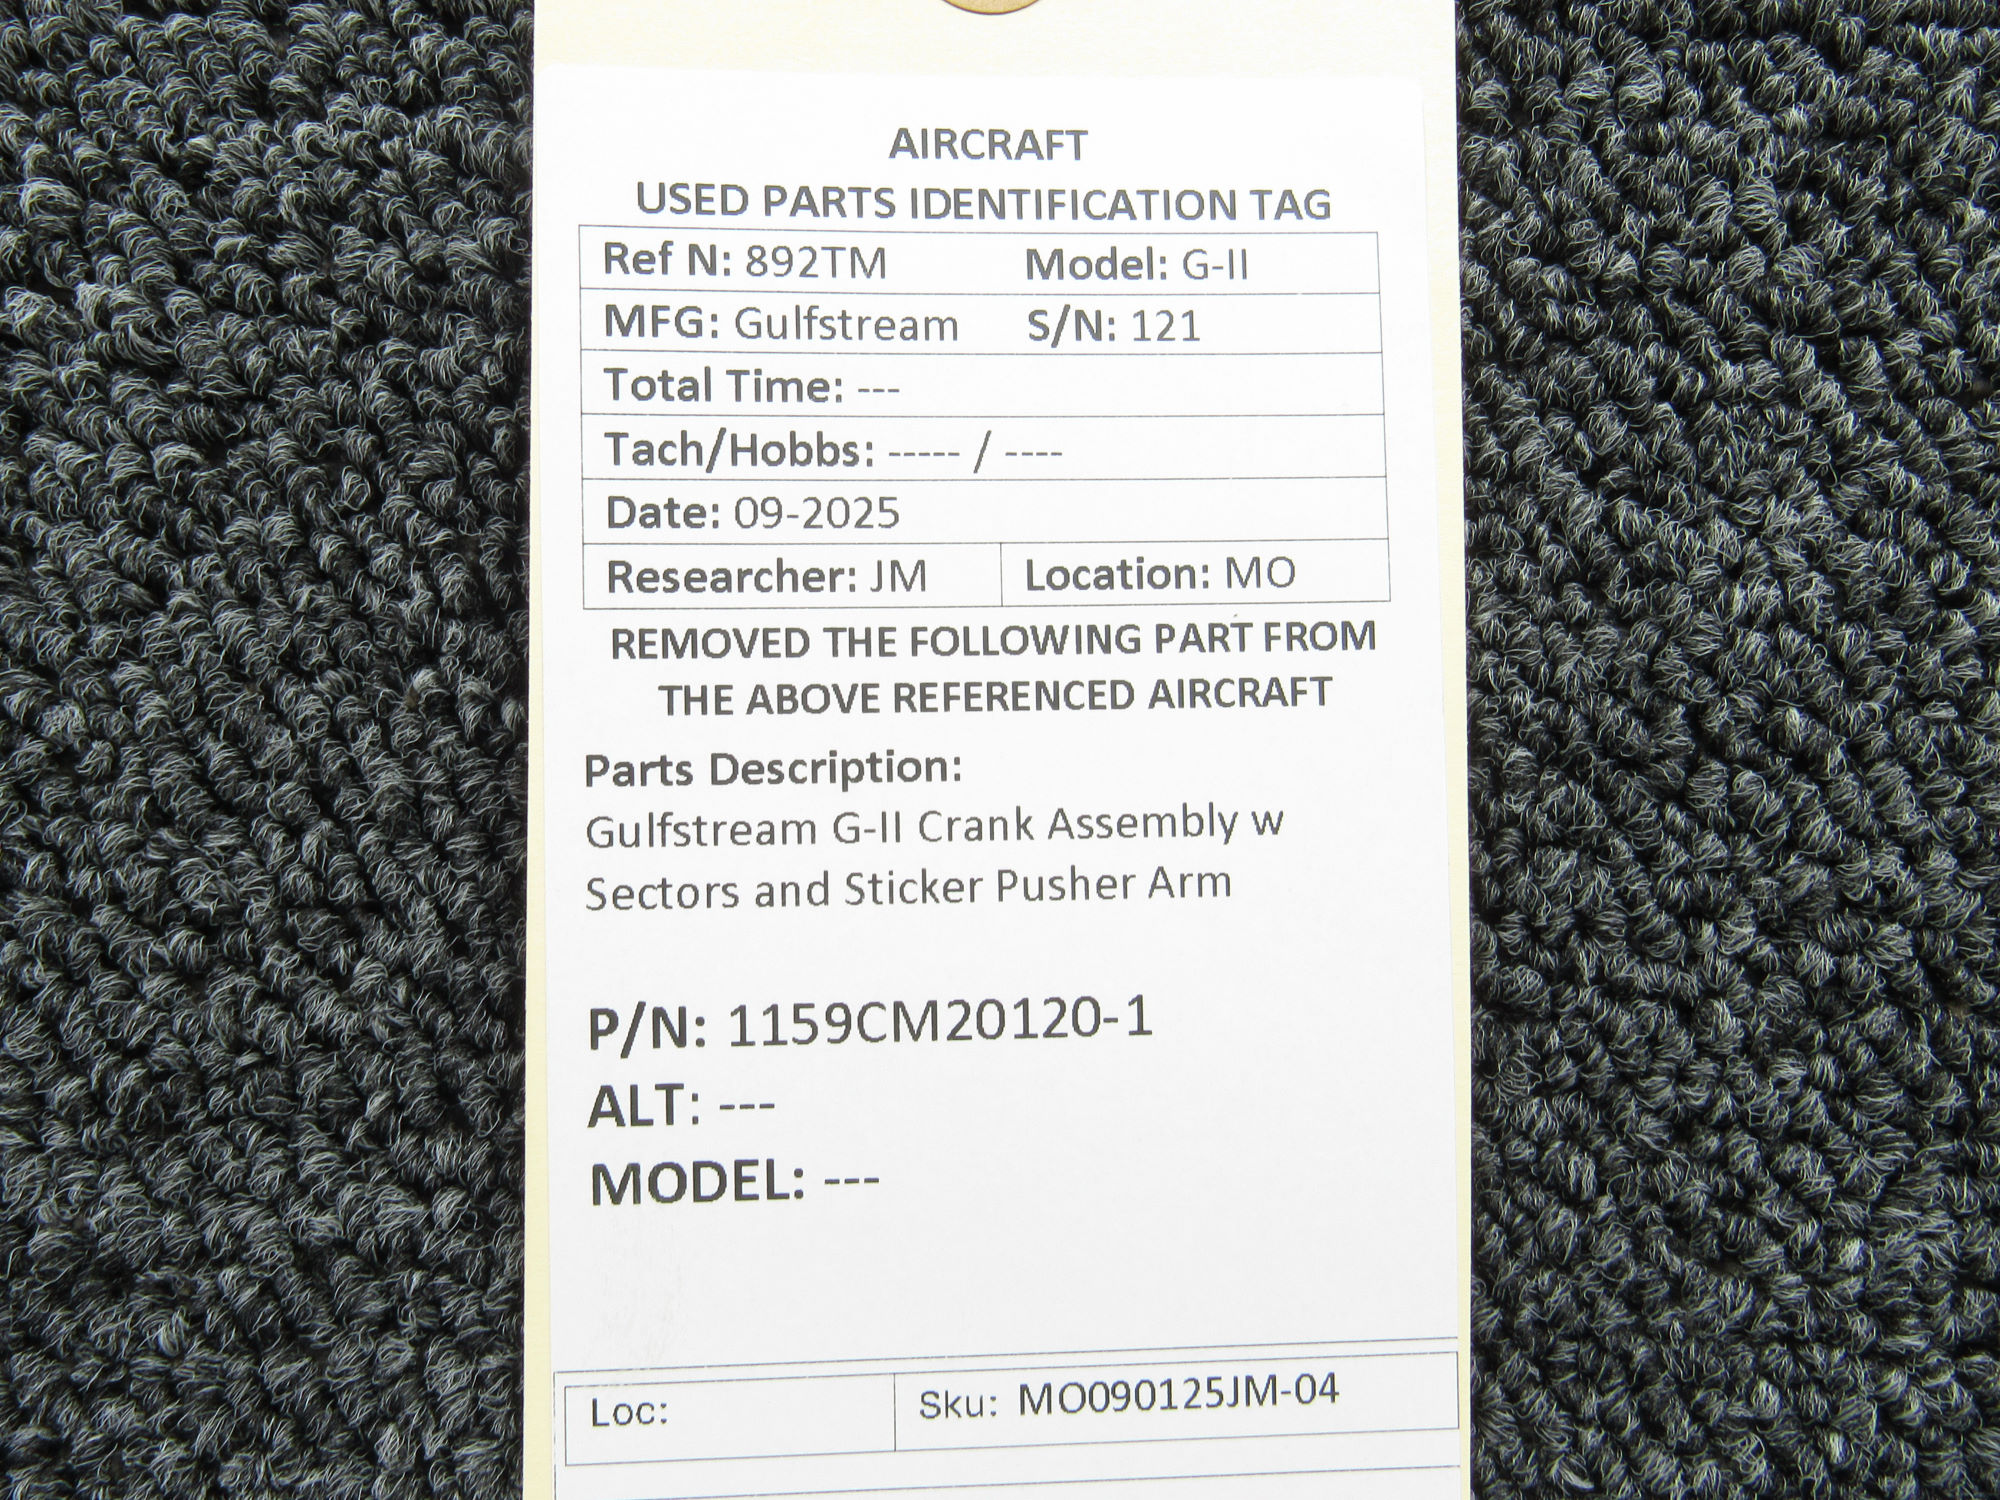 AIRCRAFT
USED PARTS IDENTIFICATION TAG
Ref N: 892TM Model: G-II
MFG: Gulfstream S/N: 121
Total Time: ---
Tach/Hobbs: ----- / ----
Date: 09-2025
Researcher: JM Location: MO
REMOVED THE FOLLOWING PART FROM
THE ABOVE REFERENCED AIRCRAFT
Parts Description:
Gulfstream G-II Crank Assembly w
Sectors and Sticker Pusher Arm
P/N: 1159CM20120-1
ALT: ---
MODEL: ---
Loc: Sku: MO090125JM-04